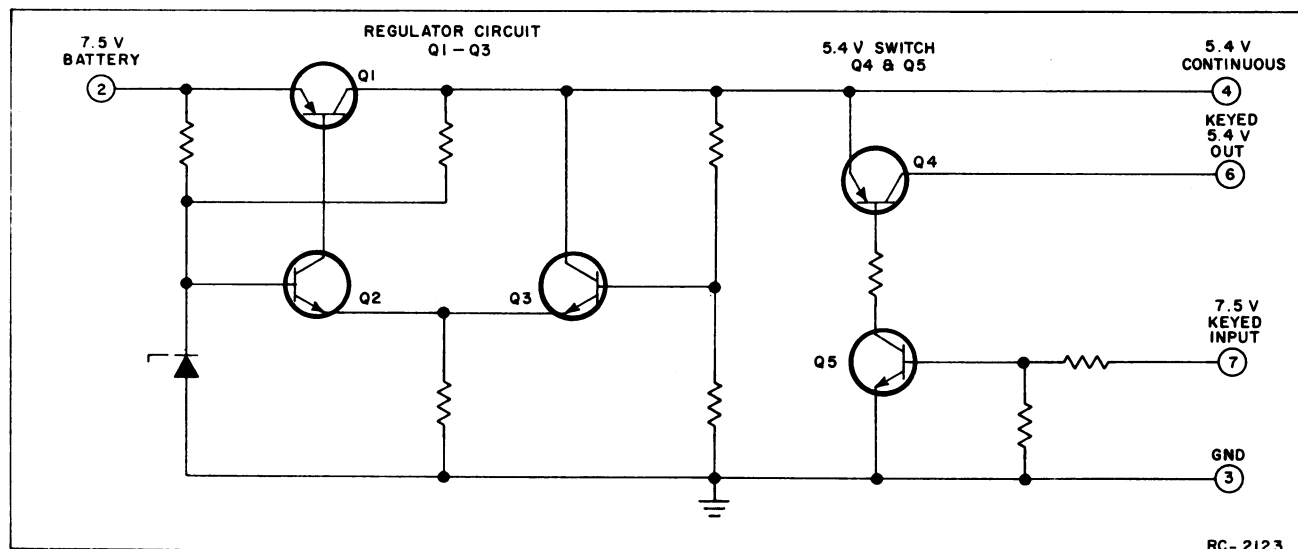 7.5 V
BATTERY
2
REGULATOR CIRCUIT
Q1-Q3
5.4 V SWITCH
Q4 & Q5
5.4 V
CONTINUOUS
4
Q1
KEYED
5.4 V
OUT
6
Q4
Q2
Q3
7.5 V
KEYED
INPUT
7
Q5
GND
3
RC-2123